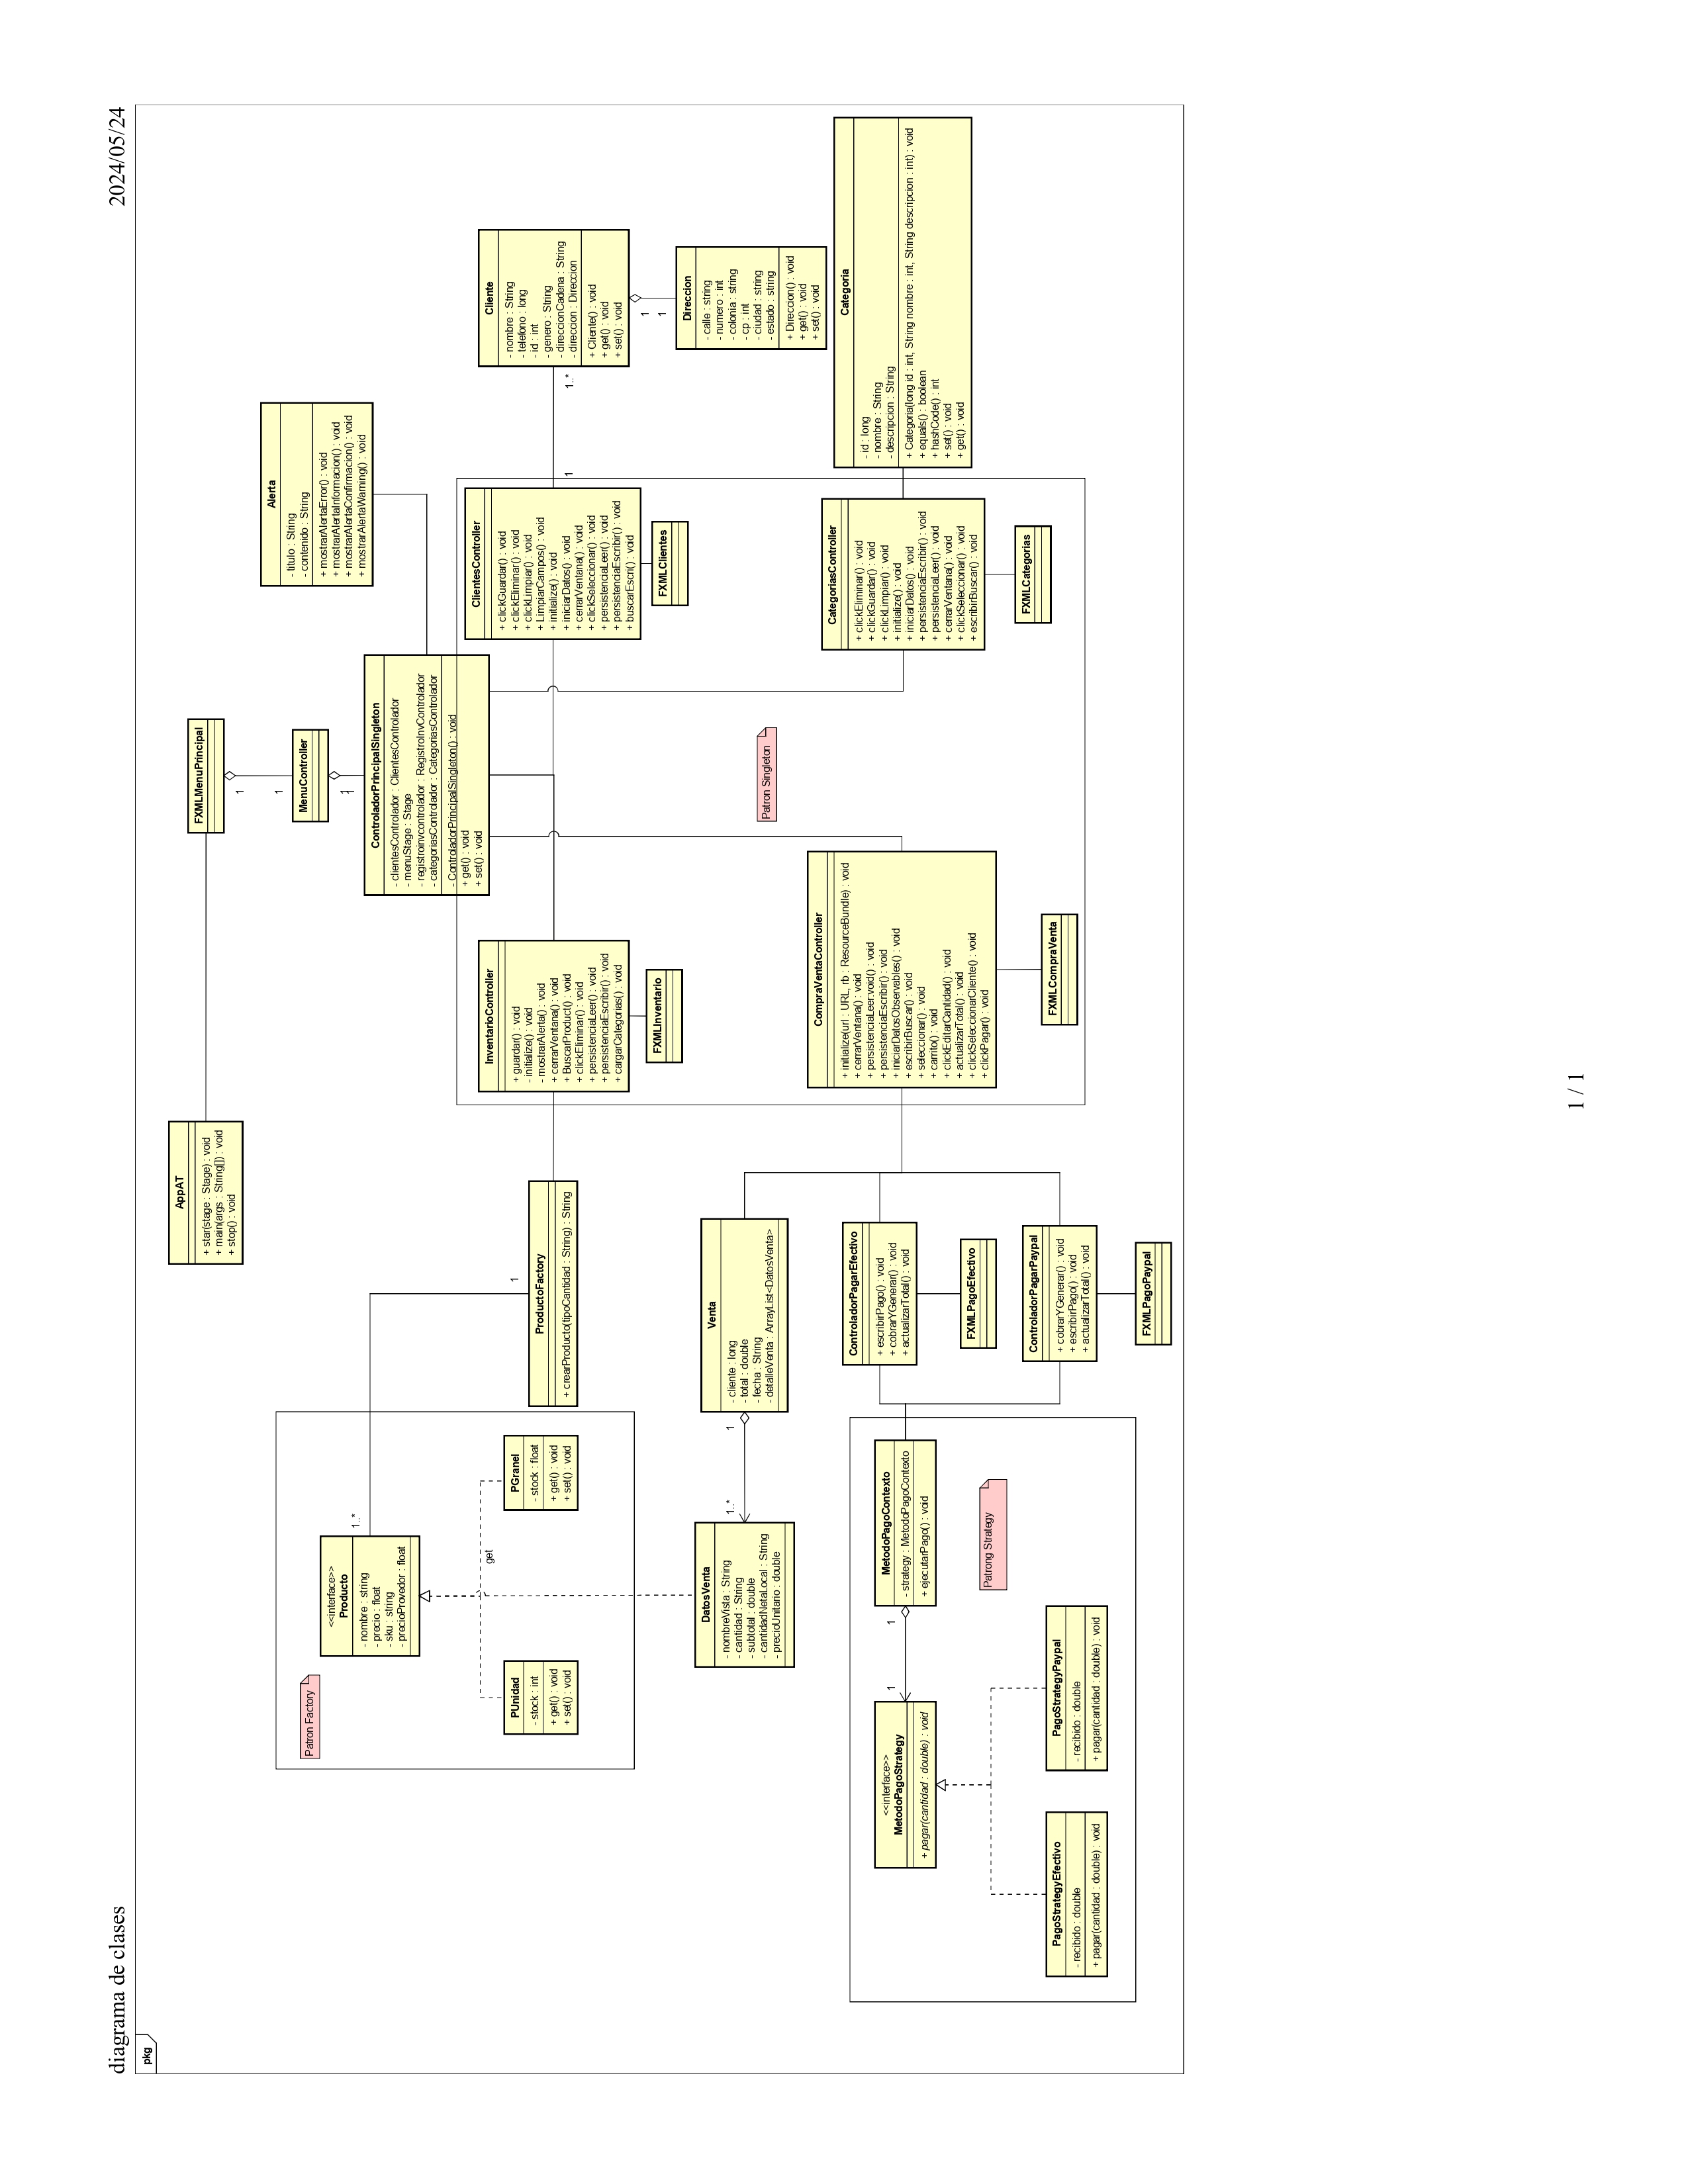 diagrama de clases
2024/05/24
pkg
AppAT
+ star(stage : Stage) : void
+ main(args : String[]) : void
+ stop() : void
FXMLMenuPrincipal
1
1
MenuController
1
1
Alerta
- titulo : String
- contenido : String
+ mostrarAlertaError() : void
+ mostrarAlertaInformacion() : void
+ mostrarAlertaConfirmacion() : void
+ mostrarAlertaWarning() : void
Patron Factory
<<interface>>
Producto
- nombre : string
- precio : float
- sku : string
- precioProvedor : float
1..*
get
PUnidad
- stock : int
+ get() : void
+ set() : void
PGranel
- stock : float
+ get() : void
+ set() : void
1
ProductoFactory
+ crearProducto(tipoCantidad : String) : String
ControladorPrincipalSingleton
- clientesControlador : ClientesControlador
- menuStage : Stage
- registroinvcontrolador : RegistroInvControlador
- categoriasControlador : CategoriasControlador
- ControladorPrincipalSingleton() : void
+ get() : void
+ set() : void
InventarioController
+ guardar() : void
- initialize() : void
- mostrarAlerta() : void
+ cerrarVentana() : void
+ BuscarProduct() : void
+ clickEliminar() : void
+ persistenciaLeer() : void
+ persistenciaEscribir() : void
+ cargarCategorias() : void
FXMLInventario
ClientesController
+ clickGuardar() : void
+ clickEliminar() : void
+ clickLimpiar() : void
+ LimpiarCampos() : void
+ initialize() : void
+ iniciarDatos() : void
+ cerrarVentana() : void
+ clickSeleccionar() : void
+ persistenciaLeer() : void
+ persistenciaEscribir() : void
+ buscarEscri() : void
FXMLClientes
1
1..*
Cliente
- nombre : String
- telefono : long
- id : int
- genero : String
- direccionCadena : String
- direccion : Direccion
+ Cliente() : void
+ get() : void
+ set() : void
1
1
Direccion
- calle : string
- numero : int
- colonia : string
- cp : int
- ciudad : string
- estado : string
+ Direccion() : void
+ get() : void
+ set() : void
DatosVenta
- nombreVista : String
- cantidad : String
- subtotal : double
- cantidadNetaLocal : String
- precioUnitario : double
1..*
1
Venta
- cliente : long
- total : double
- fecha : String
- detalleVenta : ArrayList<DatosVenta>
Patron Singleton
CompraVentaController
+ initialize(url : URL, rb : ResourceBundle) : void
+ cerrarVentana() : void
+ persistenciaLeer:void() : void
+ persistenciaEscribir() : void
+ iniciarDatosObservables() : void
+ escribirBuscar() : void
+ seleccionar() : void
+ carrito() : void
+ clickEditarCantidad() : void
+ actualizarTotal() : void
+ clickSeleccionarCliente() : void
+ clickPagar() : void
FXMLCompraVenta
CategoriasController
+ clickEliminar() : void
+ clickGuardar() : void
+ clickLimpiar() : void
+ initialize() : void
+ iniciarDatos() : void
+ persistenciaEscribir() : void
+ persistenciaLeer() : void
+ cerrarVentana() : void
+ clickSeleccionar() : void
+ escribirBuscar() : void
FXMLCategorias
Categoria
- id : long
- nombre : String
- descripcion : String
+ Categoria(long id : int, String nombre : int, String descripcion : int) : void
+ equals() : boolean
+ hashCode() : int
+ set() : void
+ get() : void
<<interface>>
MetodoPagoStrategy
+ pagar(cantidad : double) : void
1
1
MetodoPagoContexto
- strategy : MetodoPagoContexto
+ ejecutarPago() : void
Patrong Strategy
PagoStrategyEfectivo
- recibido : double
+ pagar(cantidad : double) : void
PagoStrategyPaypal
- recibido : double
+ pagar(cantidad : double) : void
ControladorPagarEfectivo
+ escribirPago() : void
+ cobrarYGenerar() : void
+ actualizarTotal() : void
FXMLPagoEfectivo
ControladorPagarPaypal
+ cobrarYGenerar() : void
+ escribirPago() : void
+ actualizarTotal() : void
FXMLPagoPaypal
1 / 1